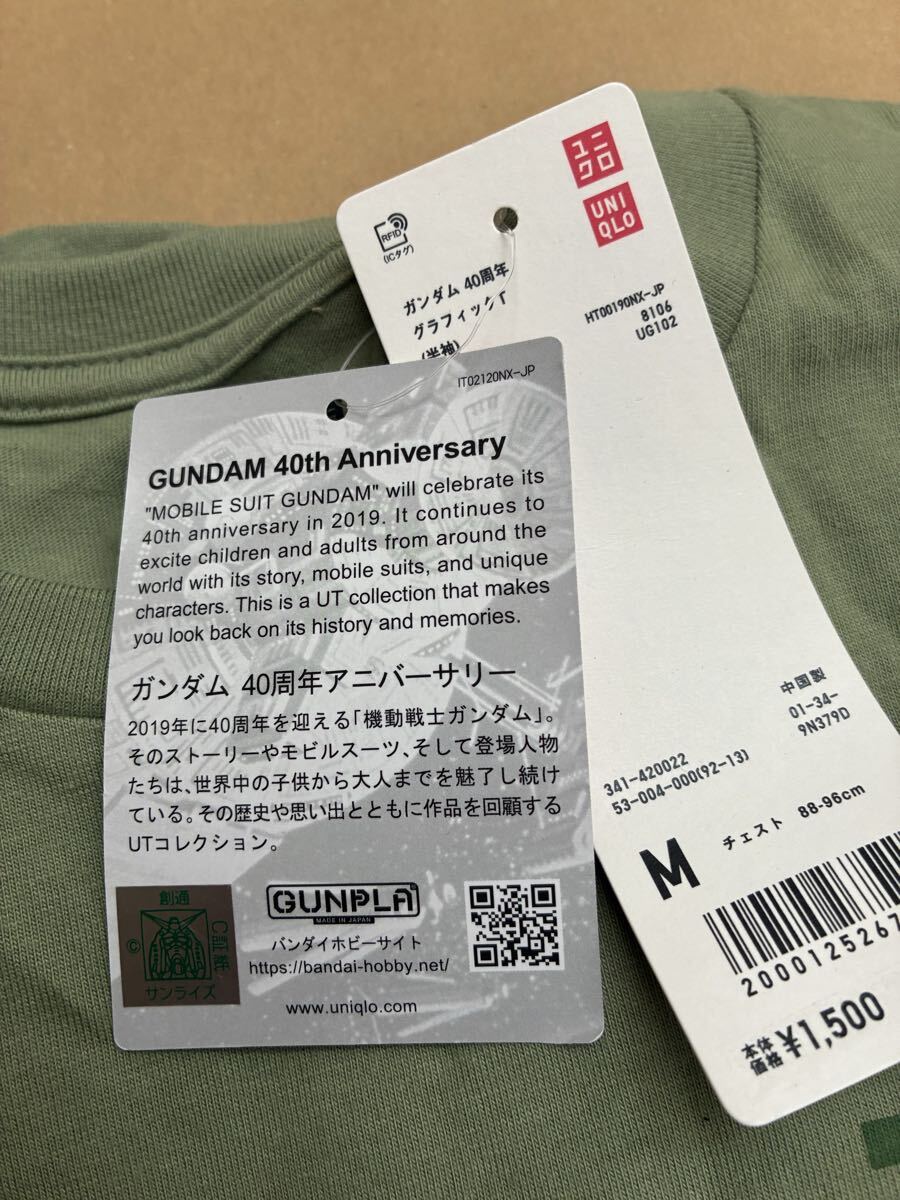 ユニ
クロ
UNI
QLO
RFID
(ICタグ)
ガンダム 40周年
グラフィックT
(半袖)
HT00190NX-JP
8106
UG102
IT02120NX-JP
GUNDAM 40th Anniversary
"MOBILE SUIT GUNDAM" will celebrate its
40th anniversary in 2019. It continues to
excite children and adults from around the
world with its story, mobile suits, and unique
characters. This is a UT collection that makes
you look back on its history and memories.
ガンダム 40周年アニバーサリー
2019年に40周年を迎える「機動戦士ガンダム」。
そのストーリーやモビルスーツ、そして登場人物
たちは、世界中の子供から大人までを魅了し続け
ている。その歴史や思い出とともに作品を回顧する
UTコレクション。
創通
©
C証紙
サンライズ
GUNPLA
MADE IN JAPAN
バンダイホビーサイト
https://bandai-hobby.net/
www.uniqlo.com
中国製
01-34-
9N379D
341-420022
53-004-000(92-13)
M チェスト 88-96cm
2000125267
本体
価格 ¥1,500